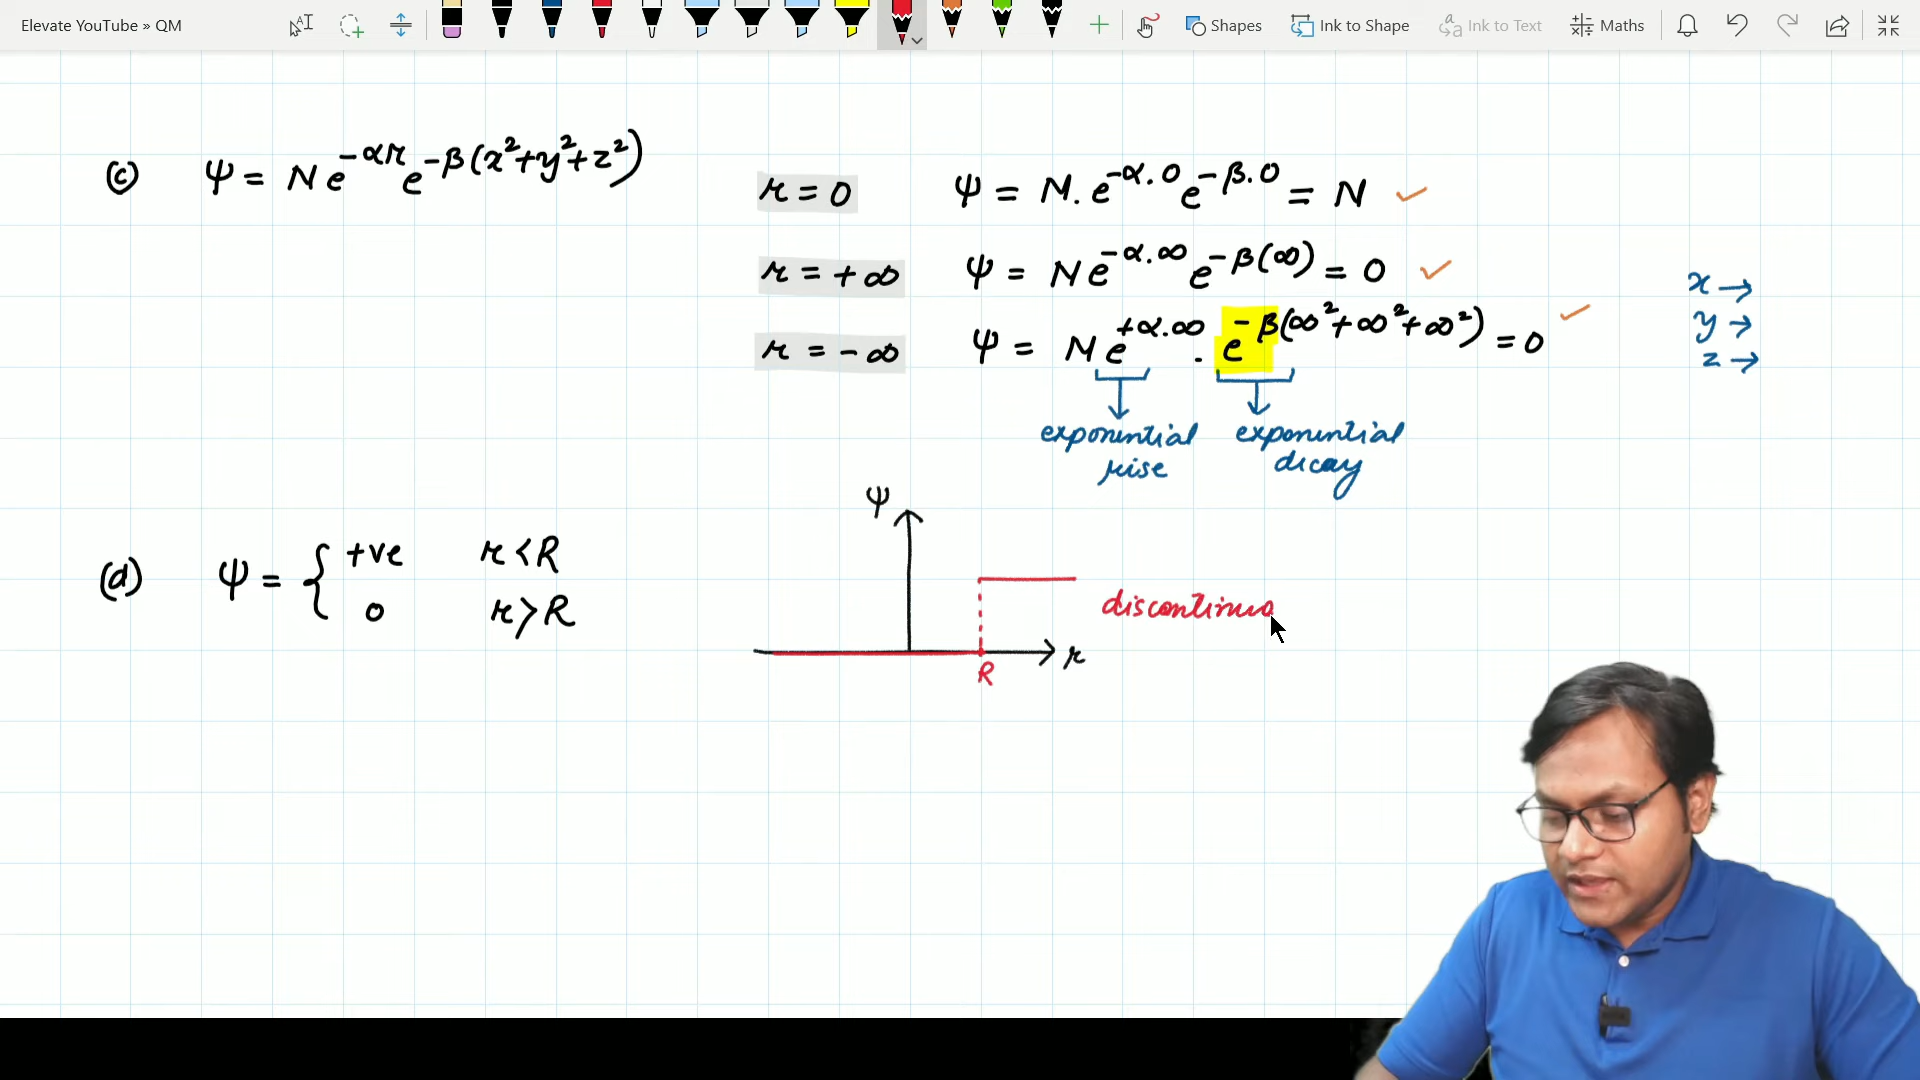 Elevate YouTube » QM
Shapes
Ink to Shape
Ink to Text
Maths
(c) ψ = N e^{-αr} e^{-β(x²+y²+z²)}
r = 0 ψ = N. e^{-α.0} e^{-β.0} = N ✓
r = +∞ ψ = N e^{-α.∞} e^{-β(∞)} = 0 ✓
r = -∞ ψ = N e^{+α.∞} . e^{-β(∞²+∞²+∞²)} = 0 ✓
x →
y →
z →
exponential rise
exponential decay
(d) ψ = { +ve r < R
0 r > R
ψ
discontinuo
r
R